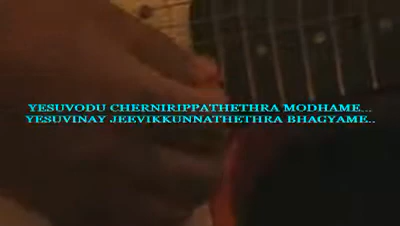 YESUVODU CHERNIRIPPATHETHRA MODHAME...
YESUVINAY JEEVIKKUNNATHETHRA BHAGYAME..